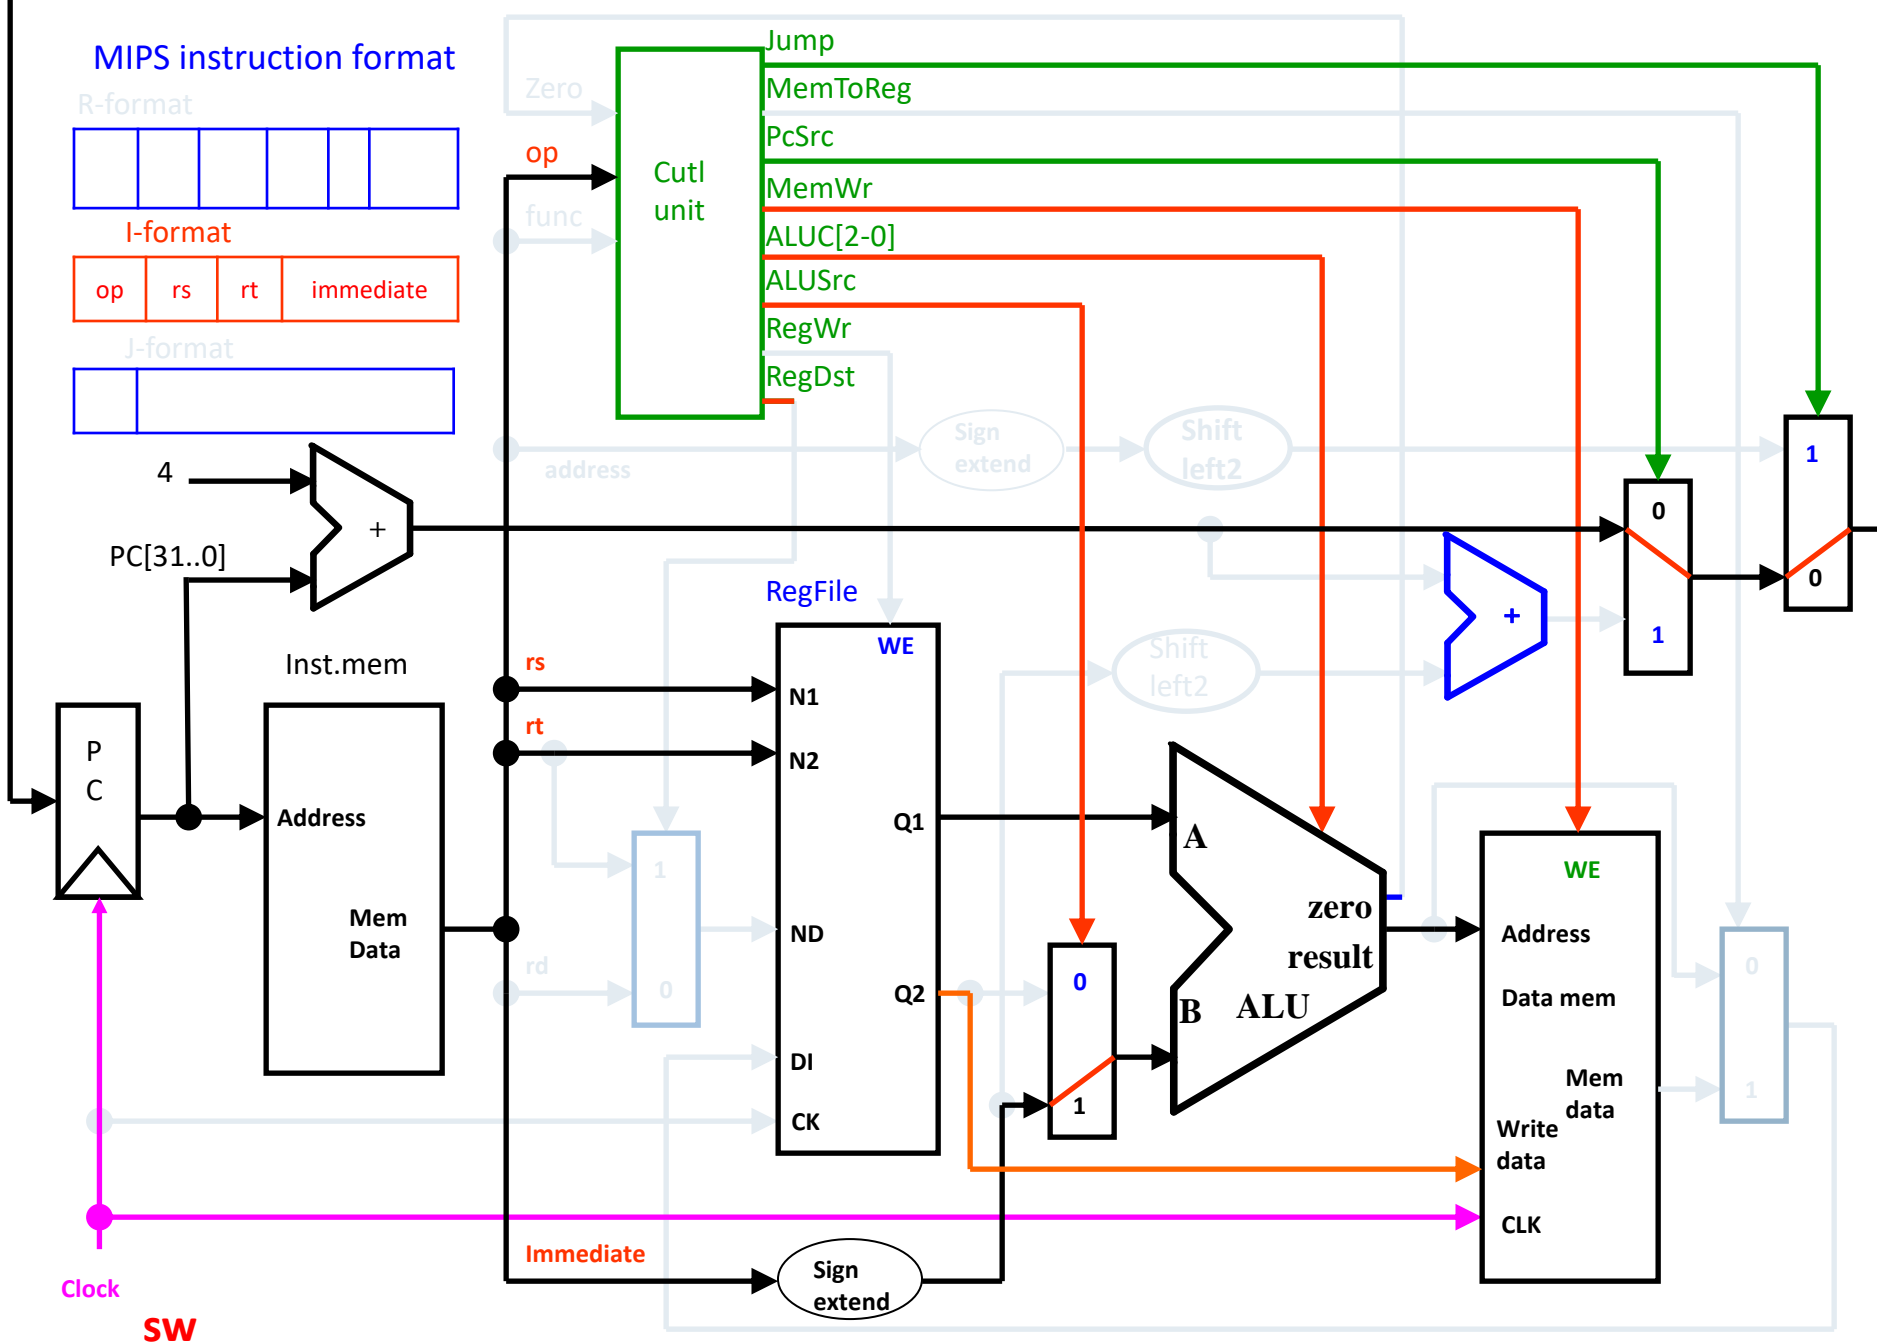 MIPS instruction format
R-format
I-format
op rs rt immediate
J-format
Zero
op
func
Cutl
unit
Jump
MemToReg
PcSrc
MemWr
ALUC[2-0]
ALUSrc
RegWr
RegDst
address
Sign
extend
Shift
left2
1
0
0
1
4
+
PC[31..0]
+
Shift
left2
P
C
Inst.mem
Address
Mem
Data
rs
rt
rd
1
0
RegFile
WE
N1
N2
Q1
ND
Q2
DI
CK
0
1
A
B
zero
result
ALU
WE
Address
Data mem
Mem
data
Write
data
CLK
0
1
Immediate
Sign
extend
Clock
SW